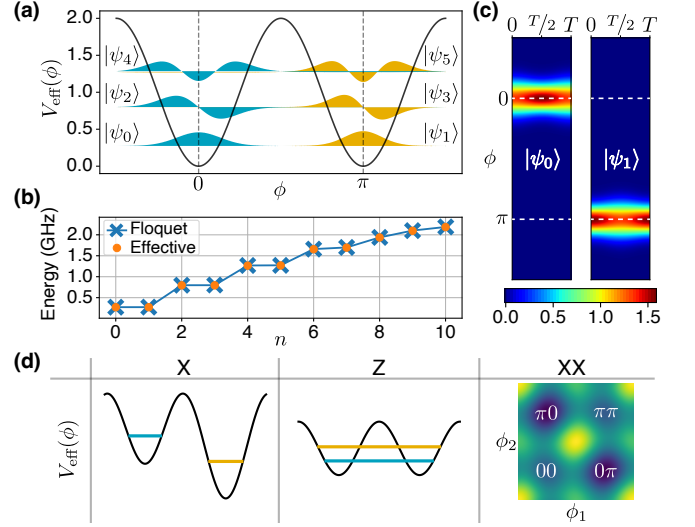 (a)
V_eff(ϕ)
2.0
1.5
1.0
0.5
0.0
|ψ₄⟩
|ψ₅⟩
|ψ₂⟩
|ψ₃⟩
|ψ₀⟩
|ψ₁⟩
0
ϕ
π
(b)
Energy (GHz)
2.0
1.5
1.0
0.5
Floquet
Effective
0 2 4 6 8 10
n
(c)
0 T/2 T
0 T/2 T
0
ϕ
π
|ψ₀⟩
|ψ₁⟩
0.0 0.5 1.0 1.5
(d)
X Z XX
V_eff(ϕ)
ϕ₂
π0 ππ
00 0π
ϕ₁